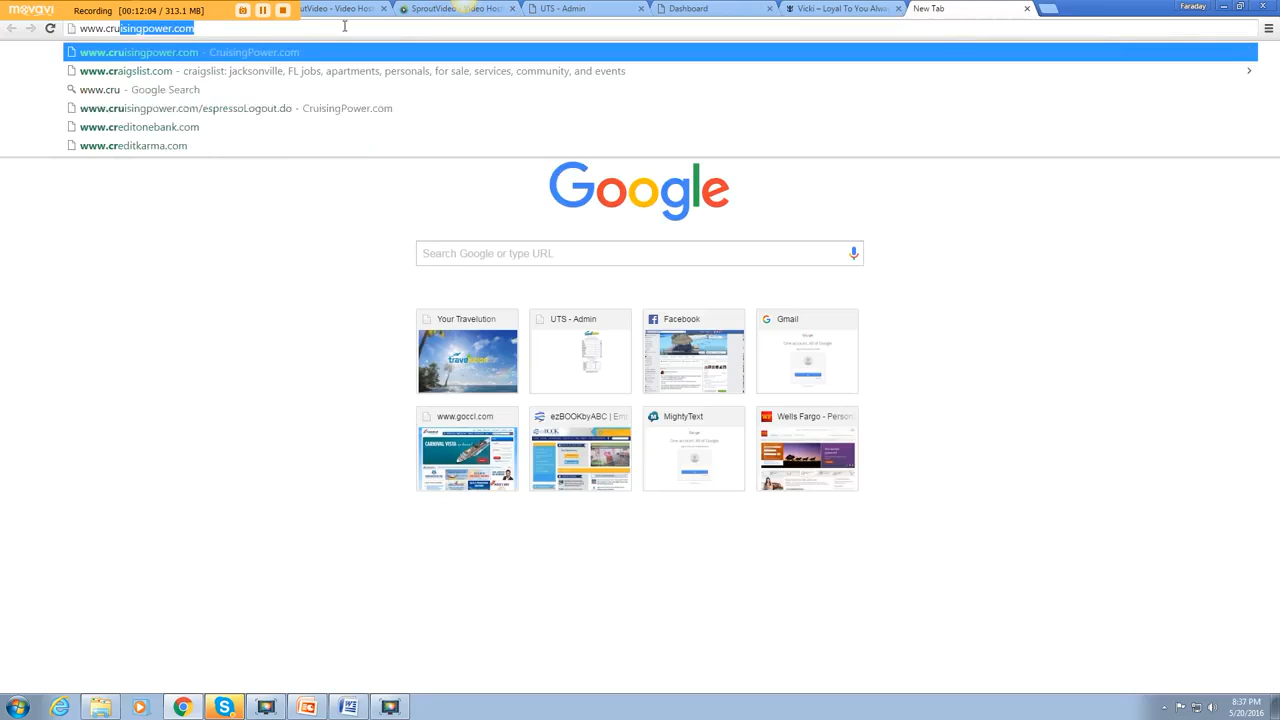 movavi
Recording [00:12:04 / 313.1 MB]
utVideo - Video Host
SproutVideo - Video Host
UTS - Admin
Dashboard
Vicki – Loyal To You Alway
New Tab
Faraday
www.cruisingpower.com
www.cruisingpower.com - CruisingPower.com
www.craigslist.com - craigslist: jacksonville, FL jobs, apartments, personals, for sale, services, community, and events
www.cru - Google Search
www.cruisingpower.com/espressoLogout.do - CruisingPower.com
www.creditonebank.com
www.creditkarma.com
Google
Search Google or type URL
Your Travelution
UTS - Admin
Facebook
Gmail
www.goccl.com
ezBOOKbyABC | Em
MightyText
Wells Fargo - Person
CARNIVAL VISTA
8:37 PM
5/20/2016